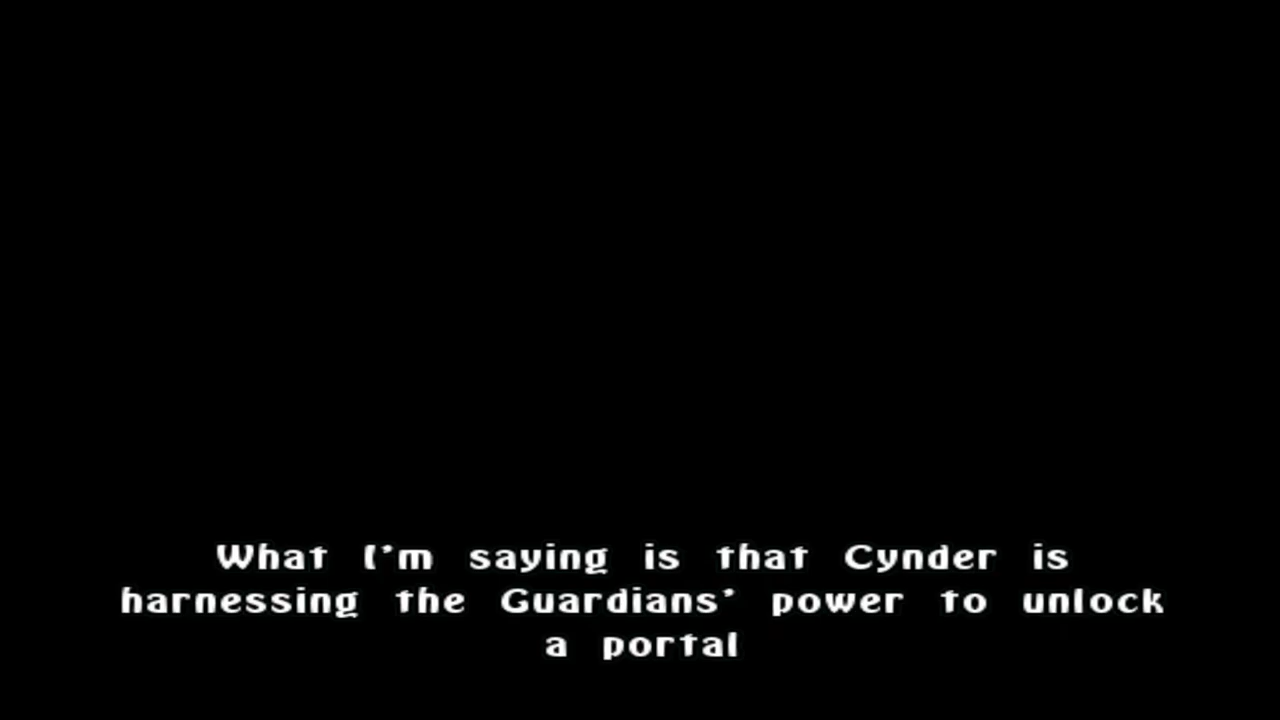 What I'm saying is that Cynder is
harnessing the Guardians' power to unlock
a portal